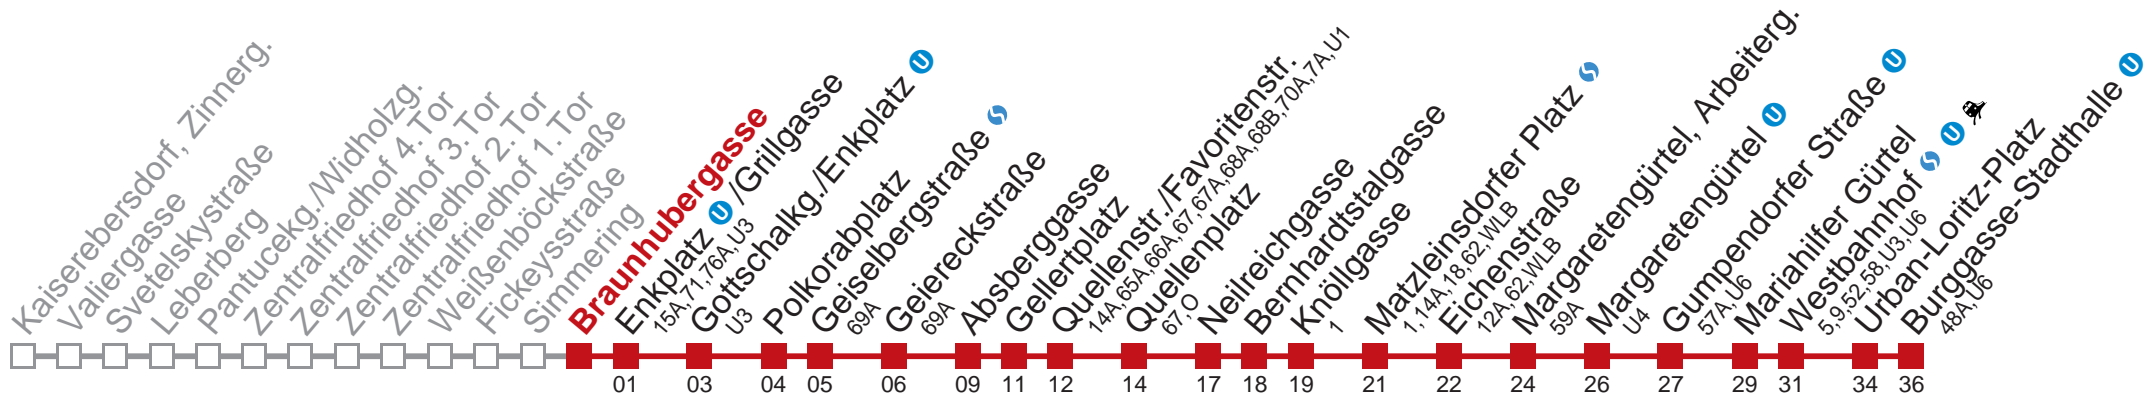 Kaiserebersdorf, Zinnerg.
Valiergasse
Svetelskystraße
Leberberg
Pantucekg./Widholzg.
Zentralfriedhof 4. Tor
Zentralfriedhof 3. Tor
Zentralfriedhof 2. Tor
Zentralfriedhof 1. Tor
Weißenböckstraße
Fickeysstraße
Simmering
Braunhubergasse
Enkplatz U /Grillgasse
15A,71,76A,U3
Gottschalkg./Enkplatz U
U3
Polkorabplatz
Geiselbergstraße S
69A
Geiereckstraße
69A
Absberggasse
Gellertplatz
Quellenstr./Favoritenstr.
14A,65A,66A,67,67A,68A,68B,70A,7A,U1
Quellenplatz
67,O
Neilreichgasse
Bernhardtstalgasse
Knöllgasse
1
Matzleinsdorfer Platz S
1,14A,18,62,WLB
Eichenstraße
12A,62,WLB
Margaretengürtel, Arbeiterg.
59A
Margaretengürtel U
U4
Gumpendorfer Straße U
57A,U6
Mariahilfer Gürtel
Westbahnhof S U
5,9,52,58,U3,U6
Urban-Loritz-Platz
Burggasse-Stadthalle U
48A,U6
01 03 04 05 06 09 11 12 14 17 18 19 21 22 24 26 27 29 31 34 36